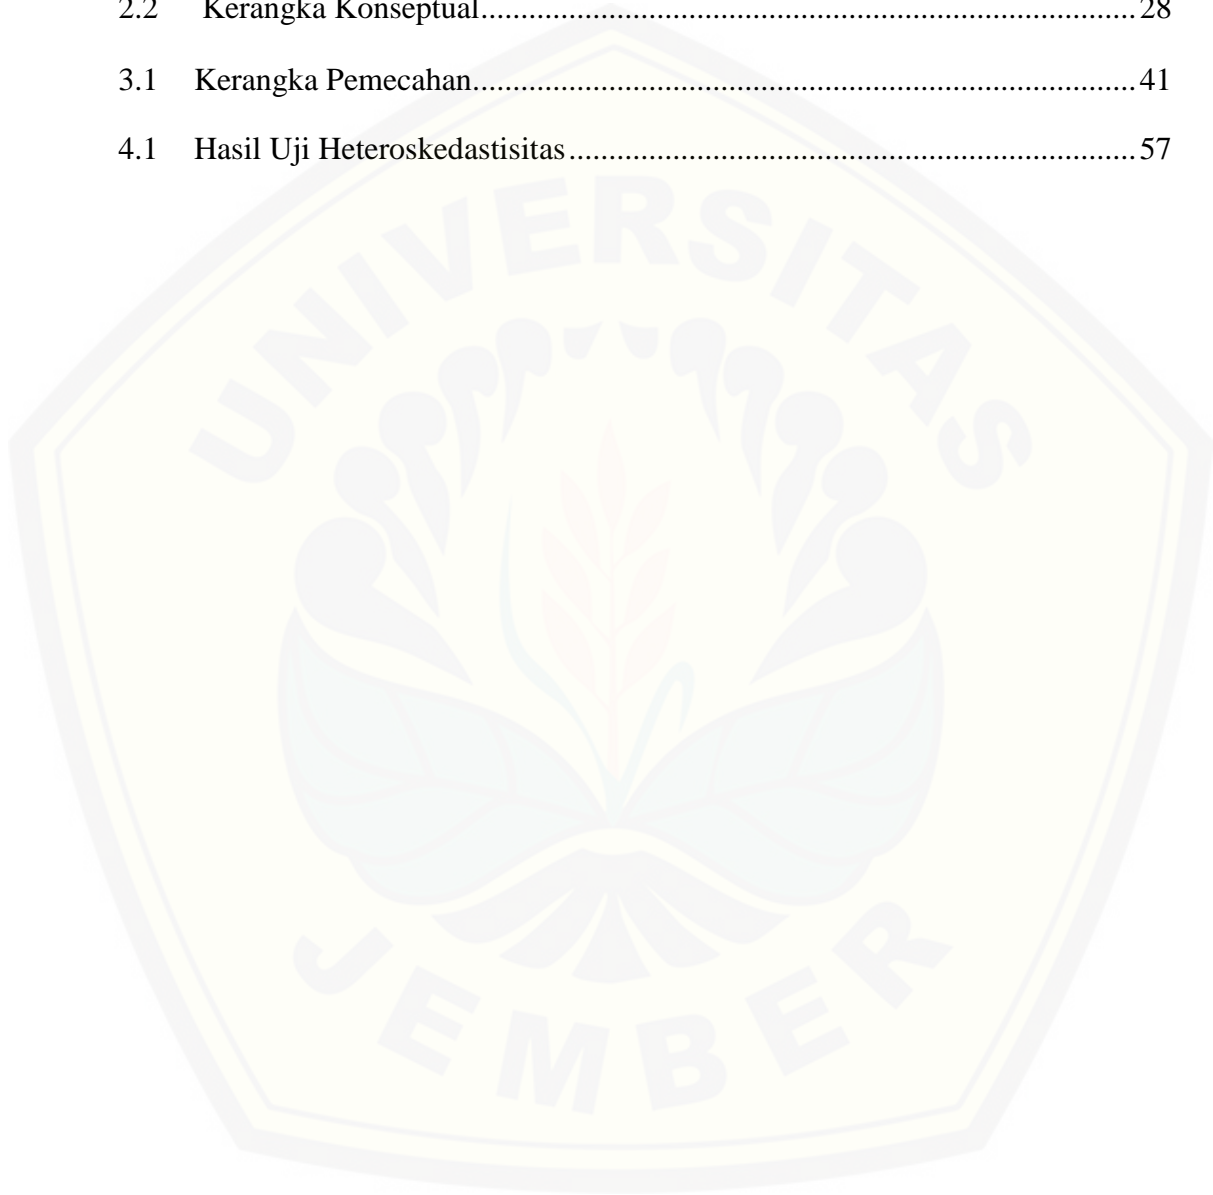 2.2 Kerangka Konseptual....................28
3.1 Kerangka Pemecahan....................41
4.1 Hasil Uji Heteroskedastisitas....................57
UNIVERSITAS
JEMBER